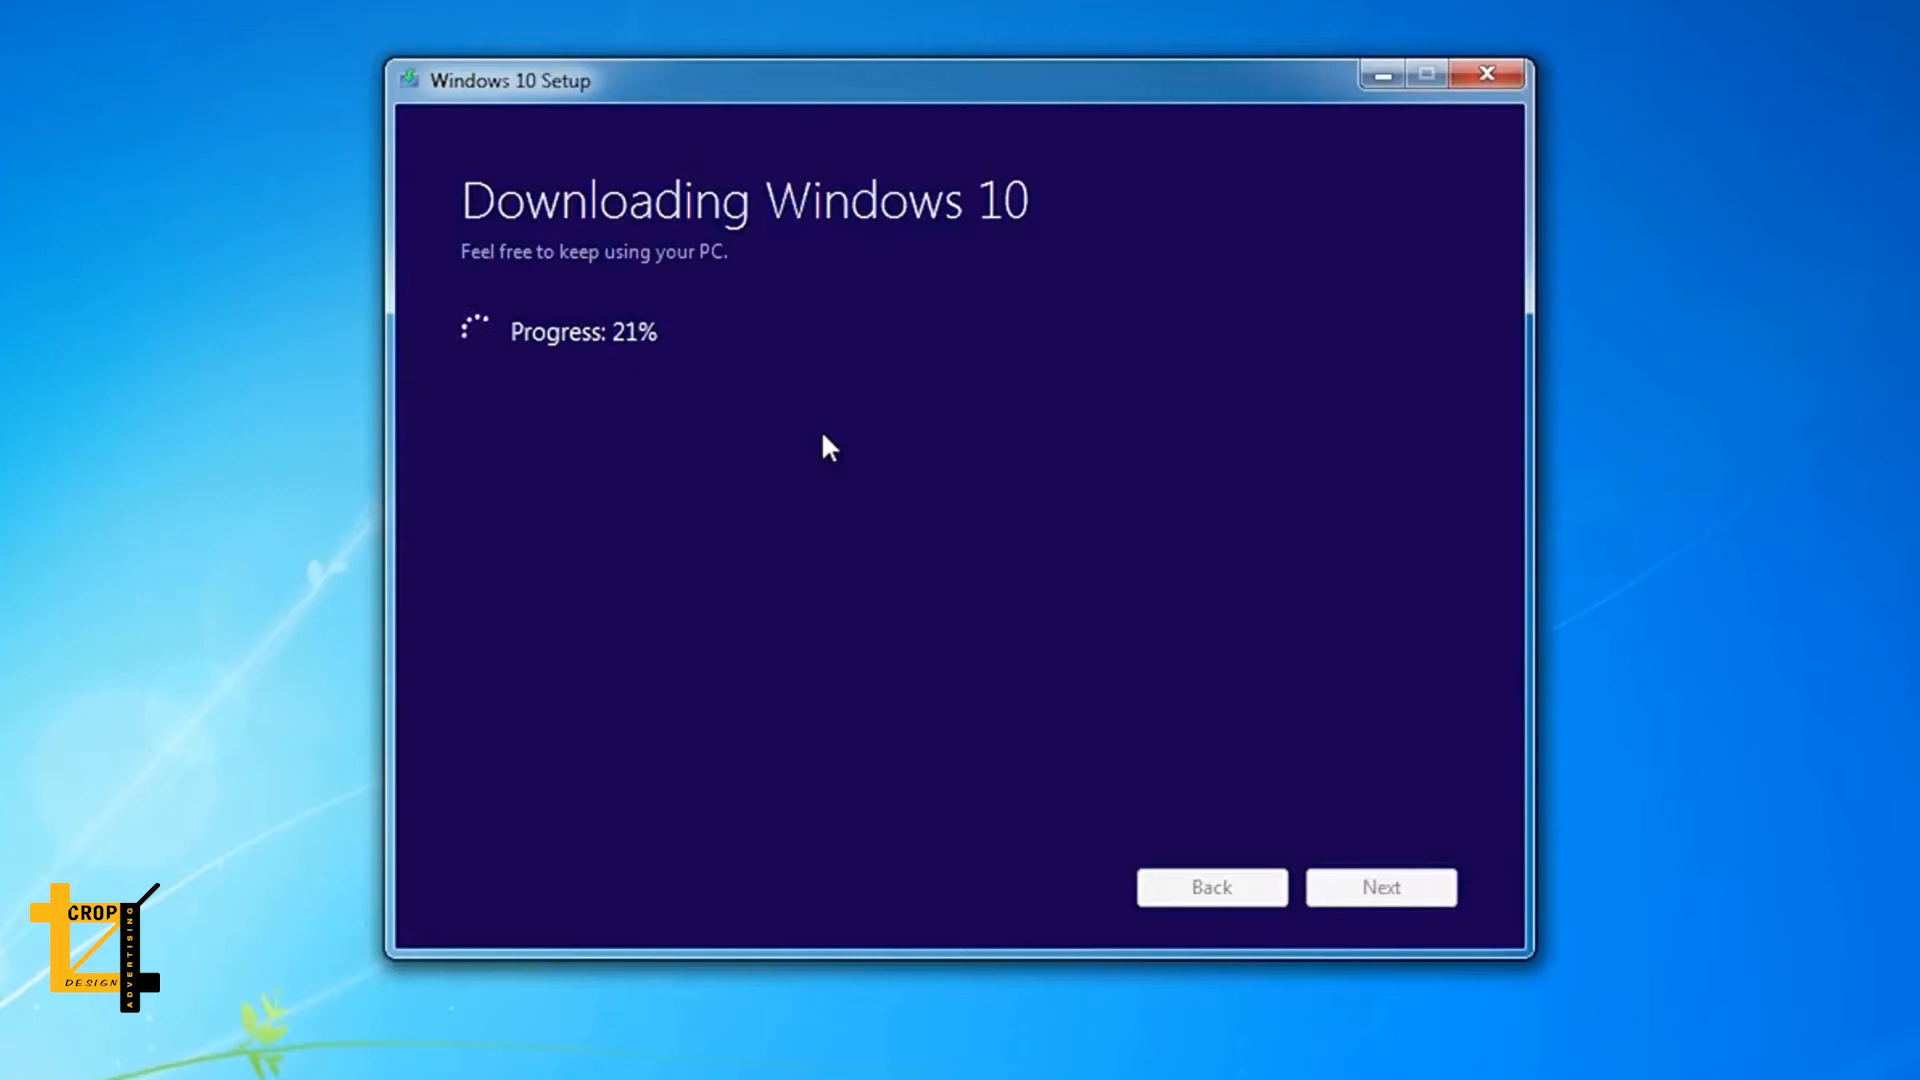 Windows 10 Setup
Downloading Windows 10
Feel free to keep using your PC.
Progress: 21%
Back
Next
CROP
DESIGN
ADVERTISING